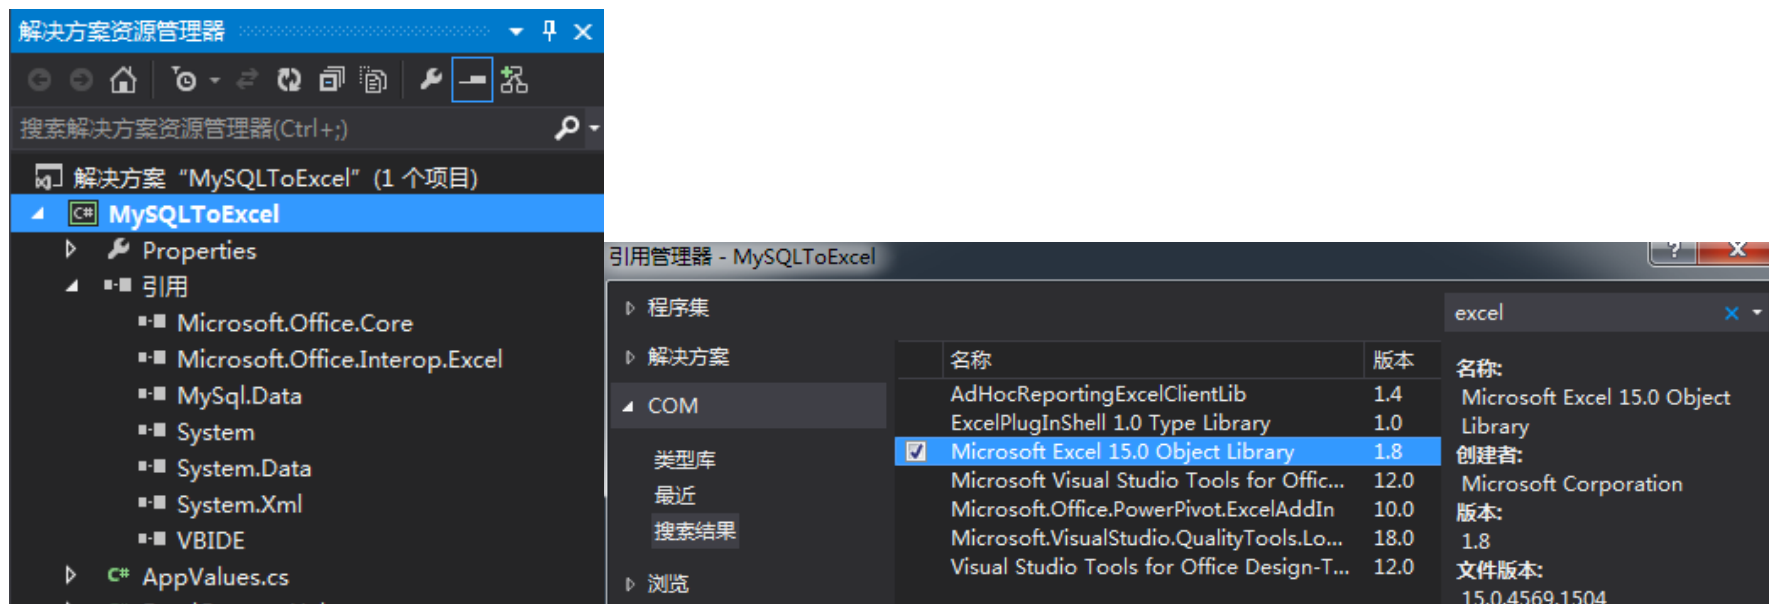 解决方案资源管理器
搜索解决方案资源管理器(Ctrl+;)
解决方案 “MySQLToExcel” (1 个项目)
C# MySQLToExcel
Properties
引用
Microsoft.Office.Core
Microsoft.Office.Interop.Excel
MySql.Data
System
System.Data
System.Xml
VBIDE
C# AppValues.cs
引用管理器 - MySQLToExcel
程序集
解决方案
COM
类型库
最近
搜索结果
浏览
名称 版本
AdHocReportingExcelClientLib 1.4
ExcelPlugInShell 1.0 Type Library 1.0
Microsoft Excel 15.0 Object Library 1.8
Microsoft Visual Studio Tools for Offic... 12.0
Microsoft.Office.PowerPivot.ExcelAddIn 10.0
Microsoft.VisualStudio.QualityTools.Lo... 18.0
Visual Studio Tools for Office Design-T... 12.0
excel
名称:
Microsoft Excel 15.0 Object
Library
创建者:
Microsoft Corporation
版本:
1.8
文件版本:
15.0.4569.1504